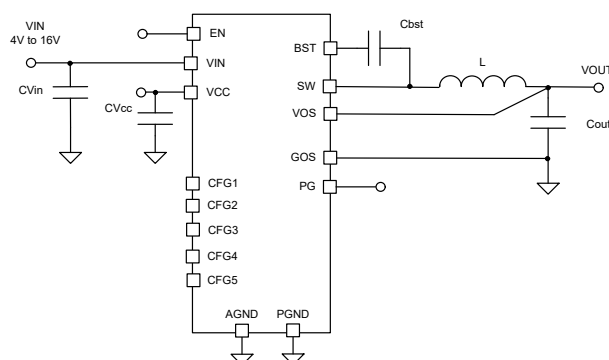 VIN
4V to 16V
CVin
CVcc
EN
VIN
VCC
CFG1
CFG2
CFG3
CFG4
CFG5
AGND
PGND
BST
SW
VOS
GOS
PG
Cbst
L
VOUT
Cout